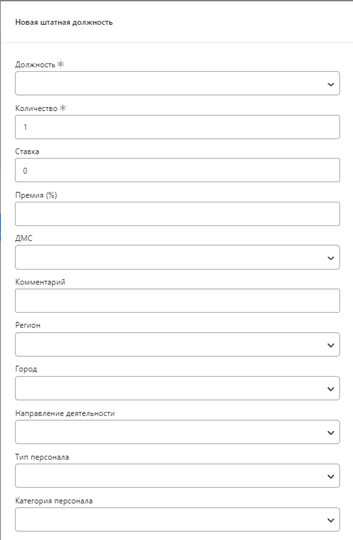 Новая штатная должность
Должность *
Количество *
1
Ставка
0
Премия (%)
ДМС
Комментарий
Регион
Город
Направление деятельности
Тип персонала
Категория персонала